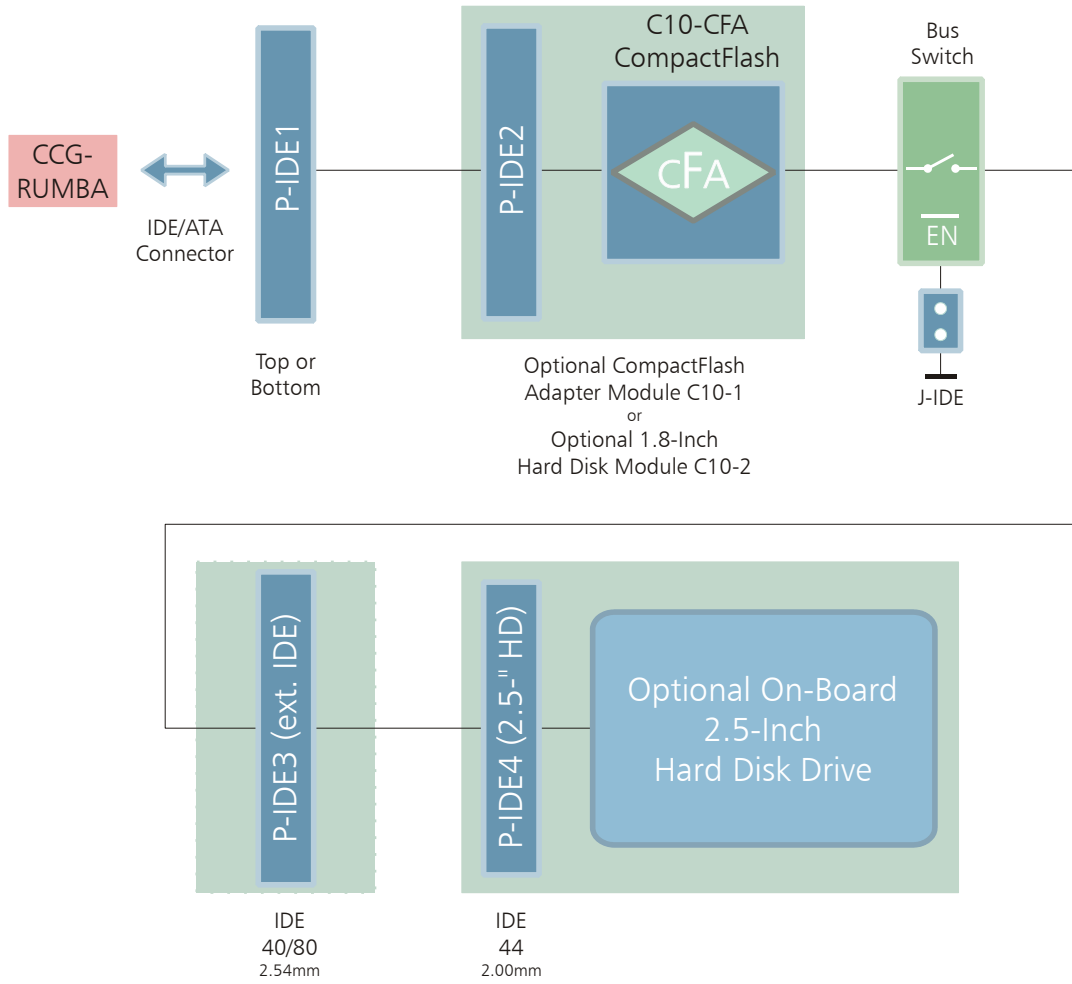 C10-CFA
CompactFlash
Bus
Switch
CCG-
RUMBA
IDE/ATA
Connector
P-IDE1
Top or
Bottom
P-IDE2
CFA
Optional CompactFlash
Adapter Module C10-1
or
Optional 1.8-Inch
Hard Disk Module C10-2
EN
J-IDE
P-IDE3 (ext. IDE)
IDE
40/80
2.54mm
P-IDE4 (2.5-" HD)
IDE
44
2.00mm
Optional On-Board
2.5-Inch
Hard Disk Drive